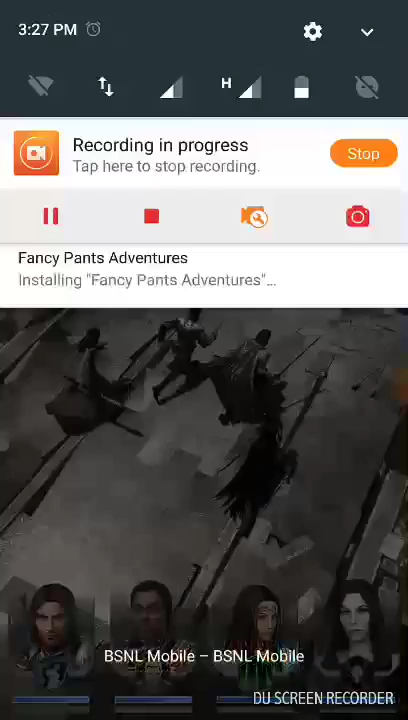 3:27 PM
H
Recording in progress
Tap here to stop recording.
Stop
Fancy Pants Adventures
Installing "Fancy Pants Adventures"...
BSNL Mobile – BSNL Mobile
DU SCREEN RECORDER